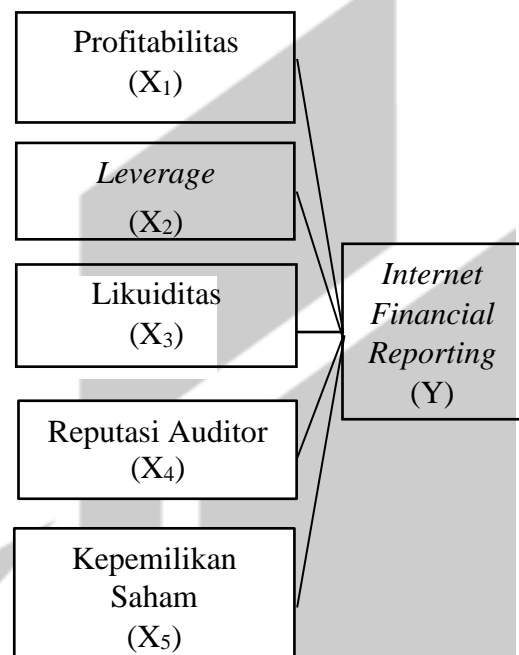 Profitabilitas
(X₁)
Leverage
(X₂)
Likuiditas
(X₃)
Reputasi Auditor
(X₄)
Kepemilikan
Saham
(X₅)
Internet
Financial
Reporting
(Y)